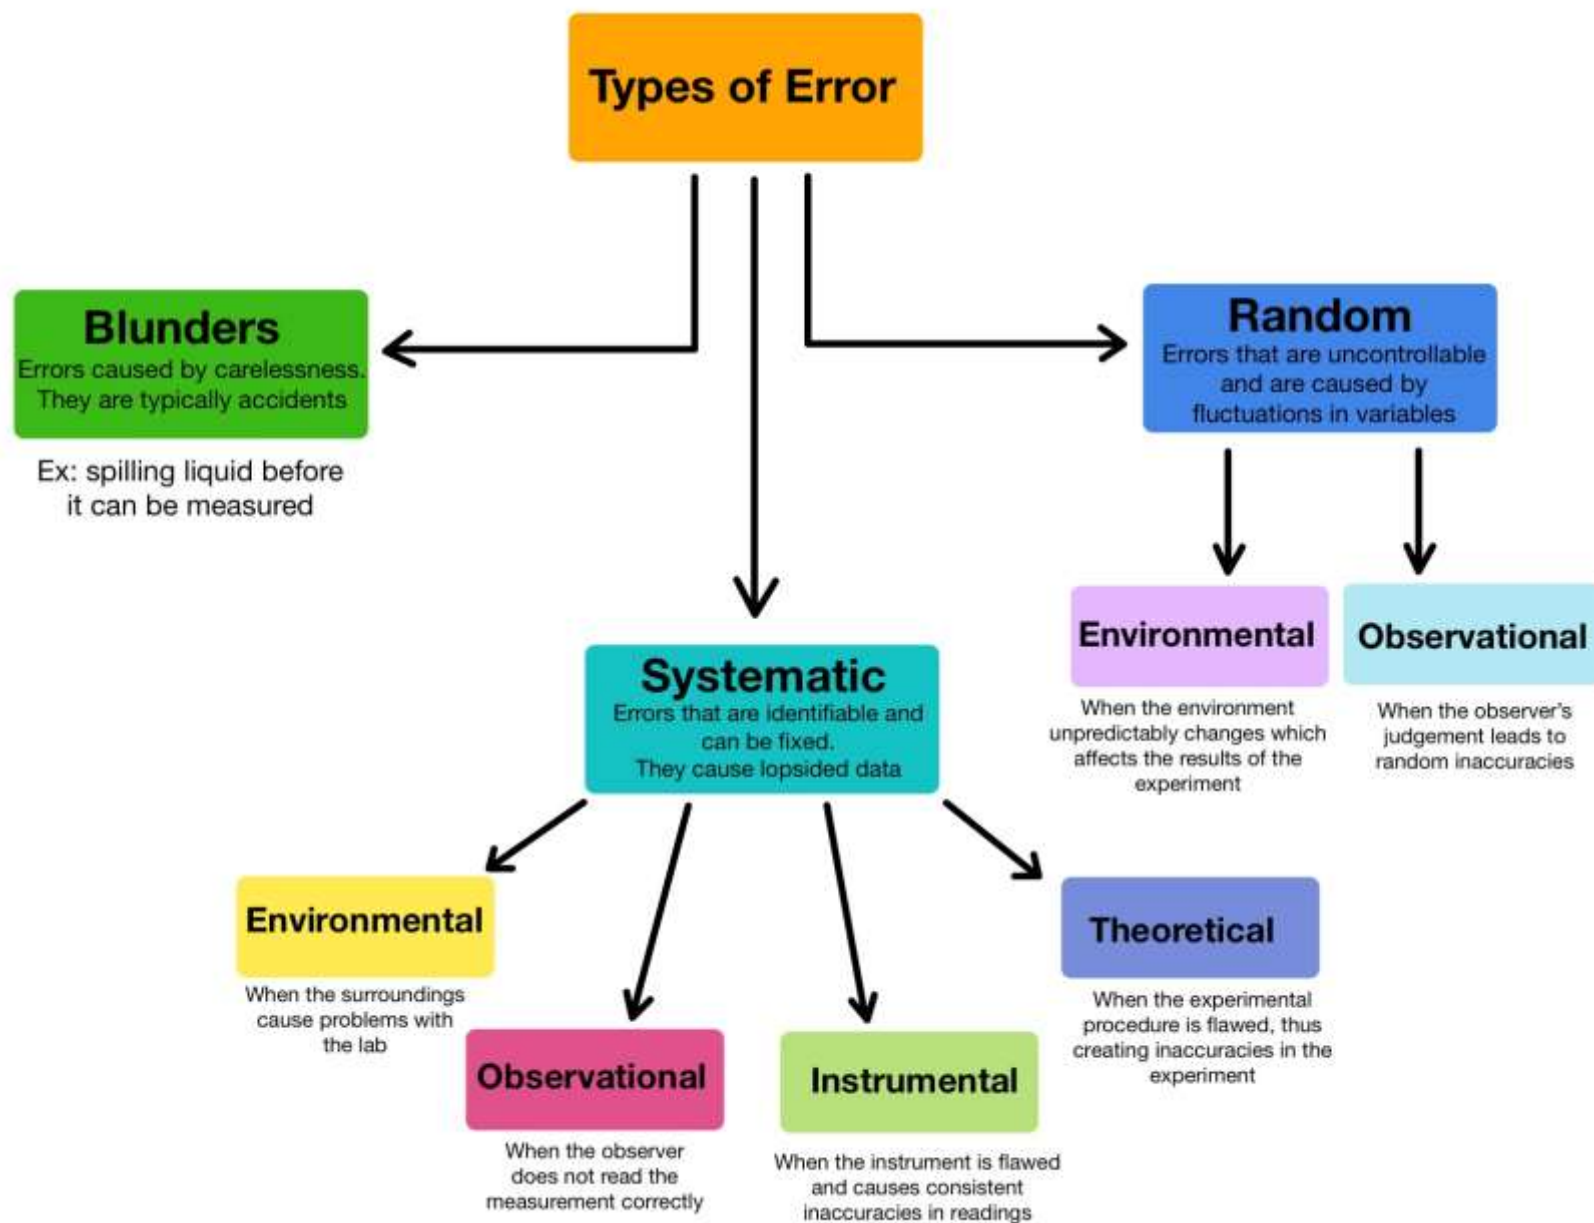 Types of Error
Blunders
Errors caused by carelessness.
They are typically accidents
Ex: spilling liquid before
it can be measured
Random
Errors that are uncontrollable
and are caused by
fluctuations in variables
Environmental
When the environment
unpredictably changes which
affects the results of the
experiment
Observational
When the observer's
judgement leads to
random inaccuracies
Systematic
Errors that are identifiable and
can be fixed.
They cause lopsided data
Environmental
When the surroundings
cause problems with
the lab
Observational
When the observer
does not read the
measurement correctly
Instrumental
When the instrument is flawed
and causes consistent
inaccuracies in readings
Theoretical
When the experimental
procedure is flawed, thus
creating inaccuracies in the
experiment